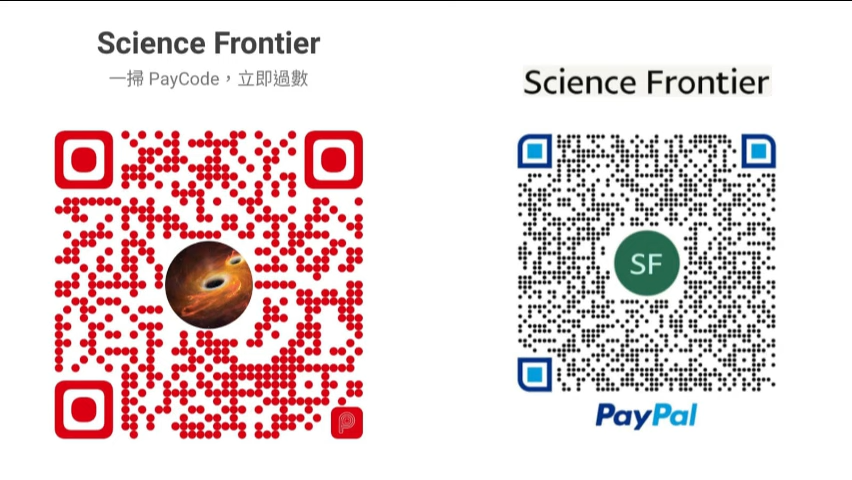 Science Frontier
一掃 PayCode，立即過數
Science Frontier
SF
PayPal